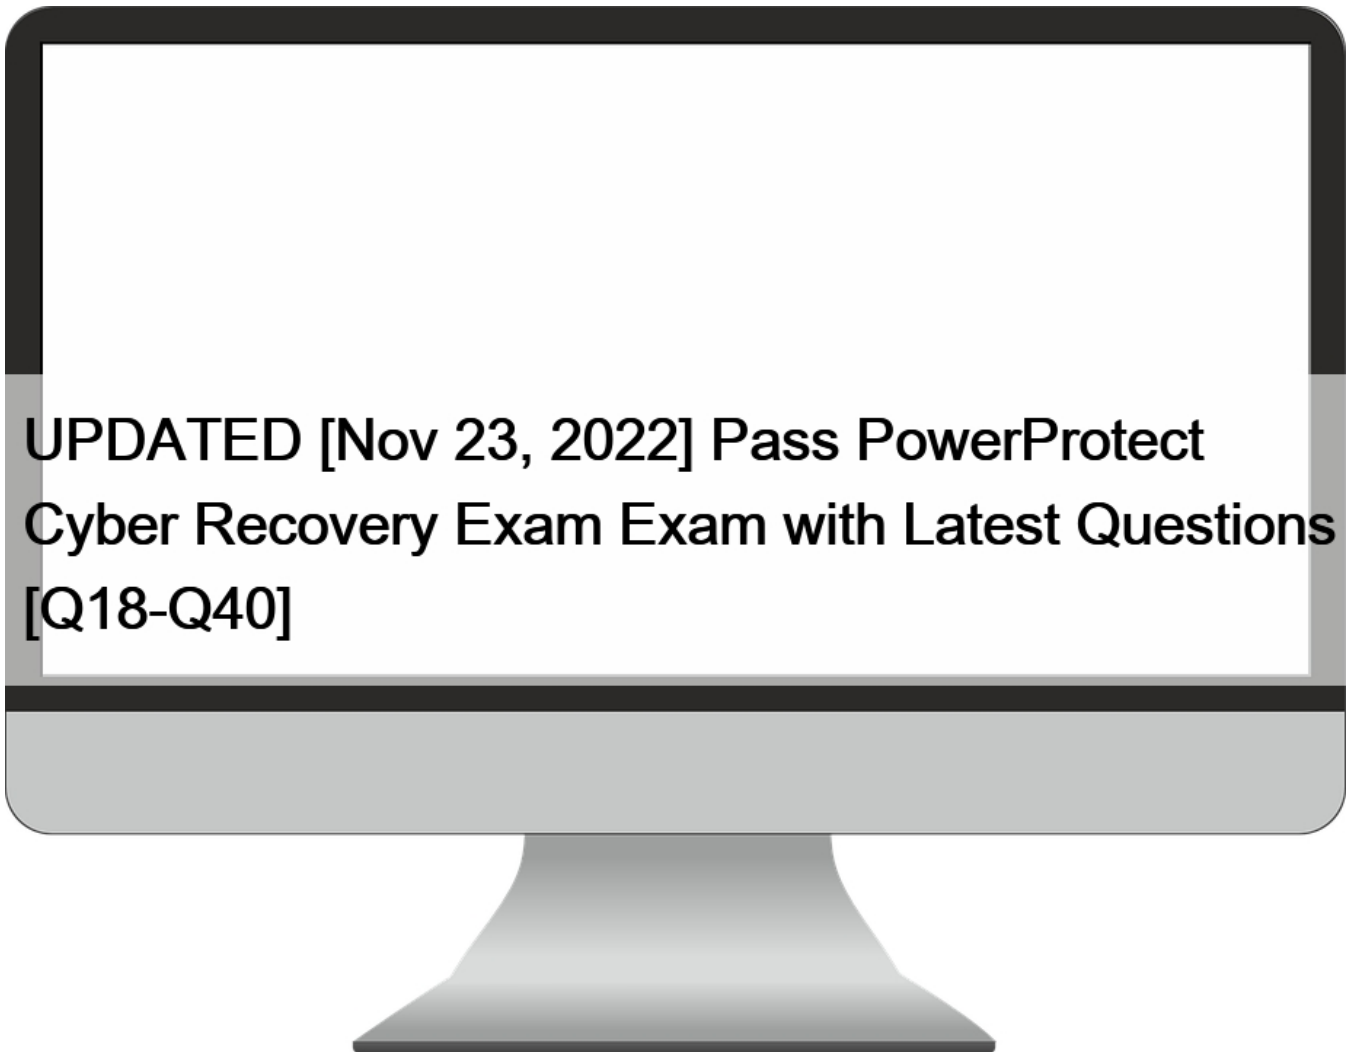 UPDATED [Nov 23, 2022] Pass PowerProtect
Cyber Recovery Exam Exam with Latest Questions
[Q18-Q40]